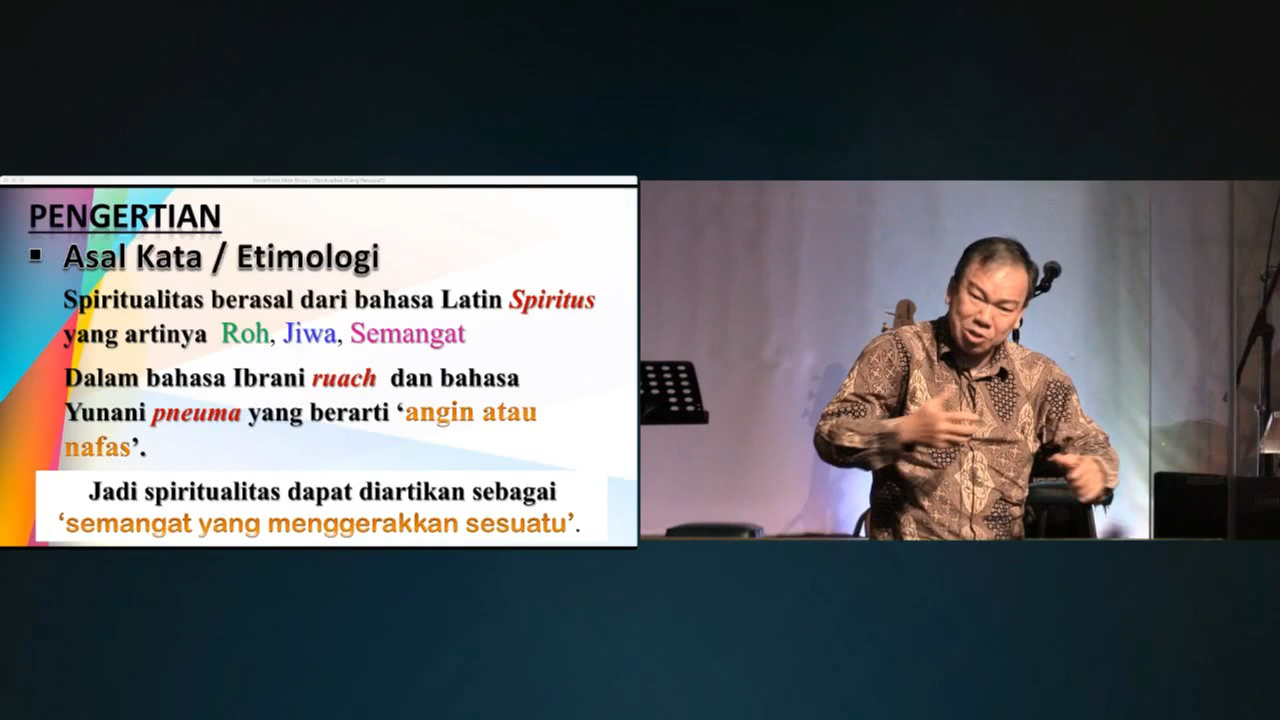 PENGERTIAN
▪ Asal Kata / Etimologi
Spiritualitas berasal dari bahasa Latin Spiritus
yang artinya Roh, Jiwa, Semangat
Dalam bahasa Ibrani ruach dan bahasa
Yunani pneuma yang berarti ‘angin atau
nafas’.
Jadi spiritualitas dapat diartikan sebagai
‘semangat yang menggerakkan sesuatu’.